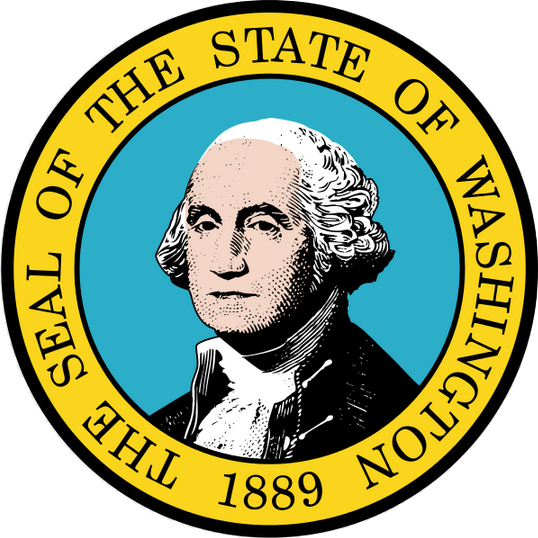 THE SEAL OF THE STATE OF WASHINGTON
1889